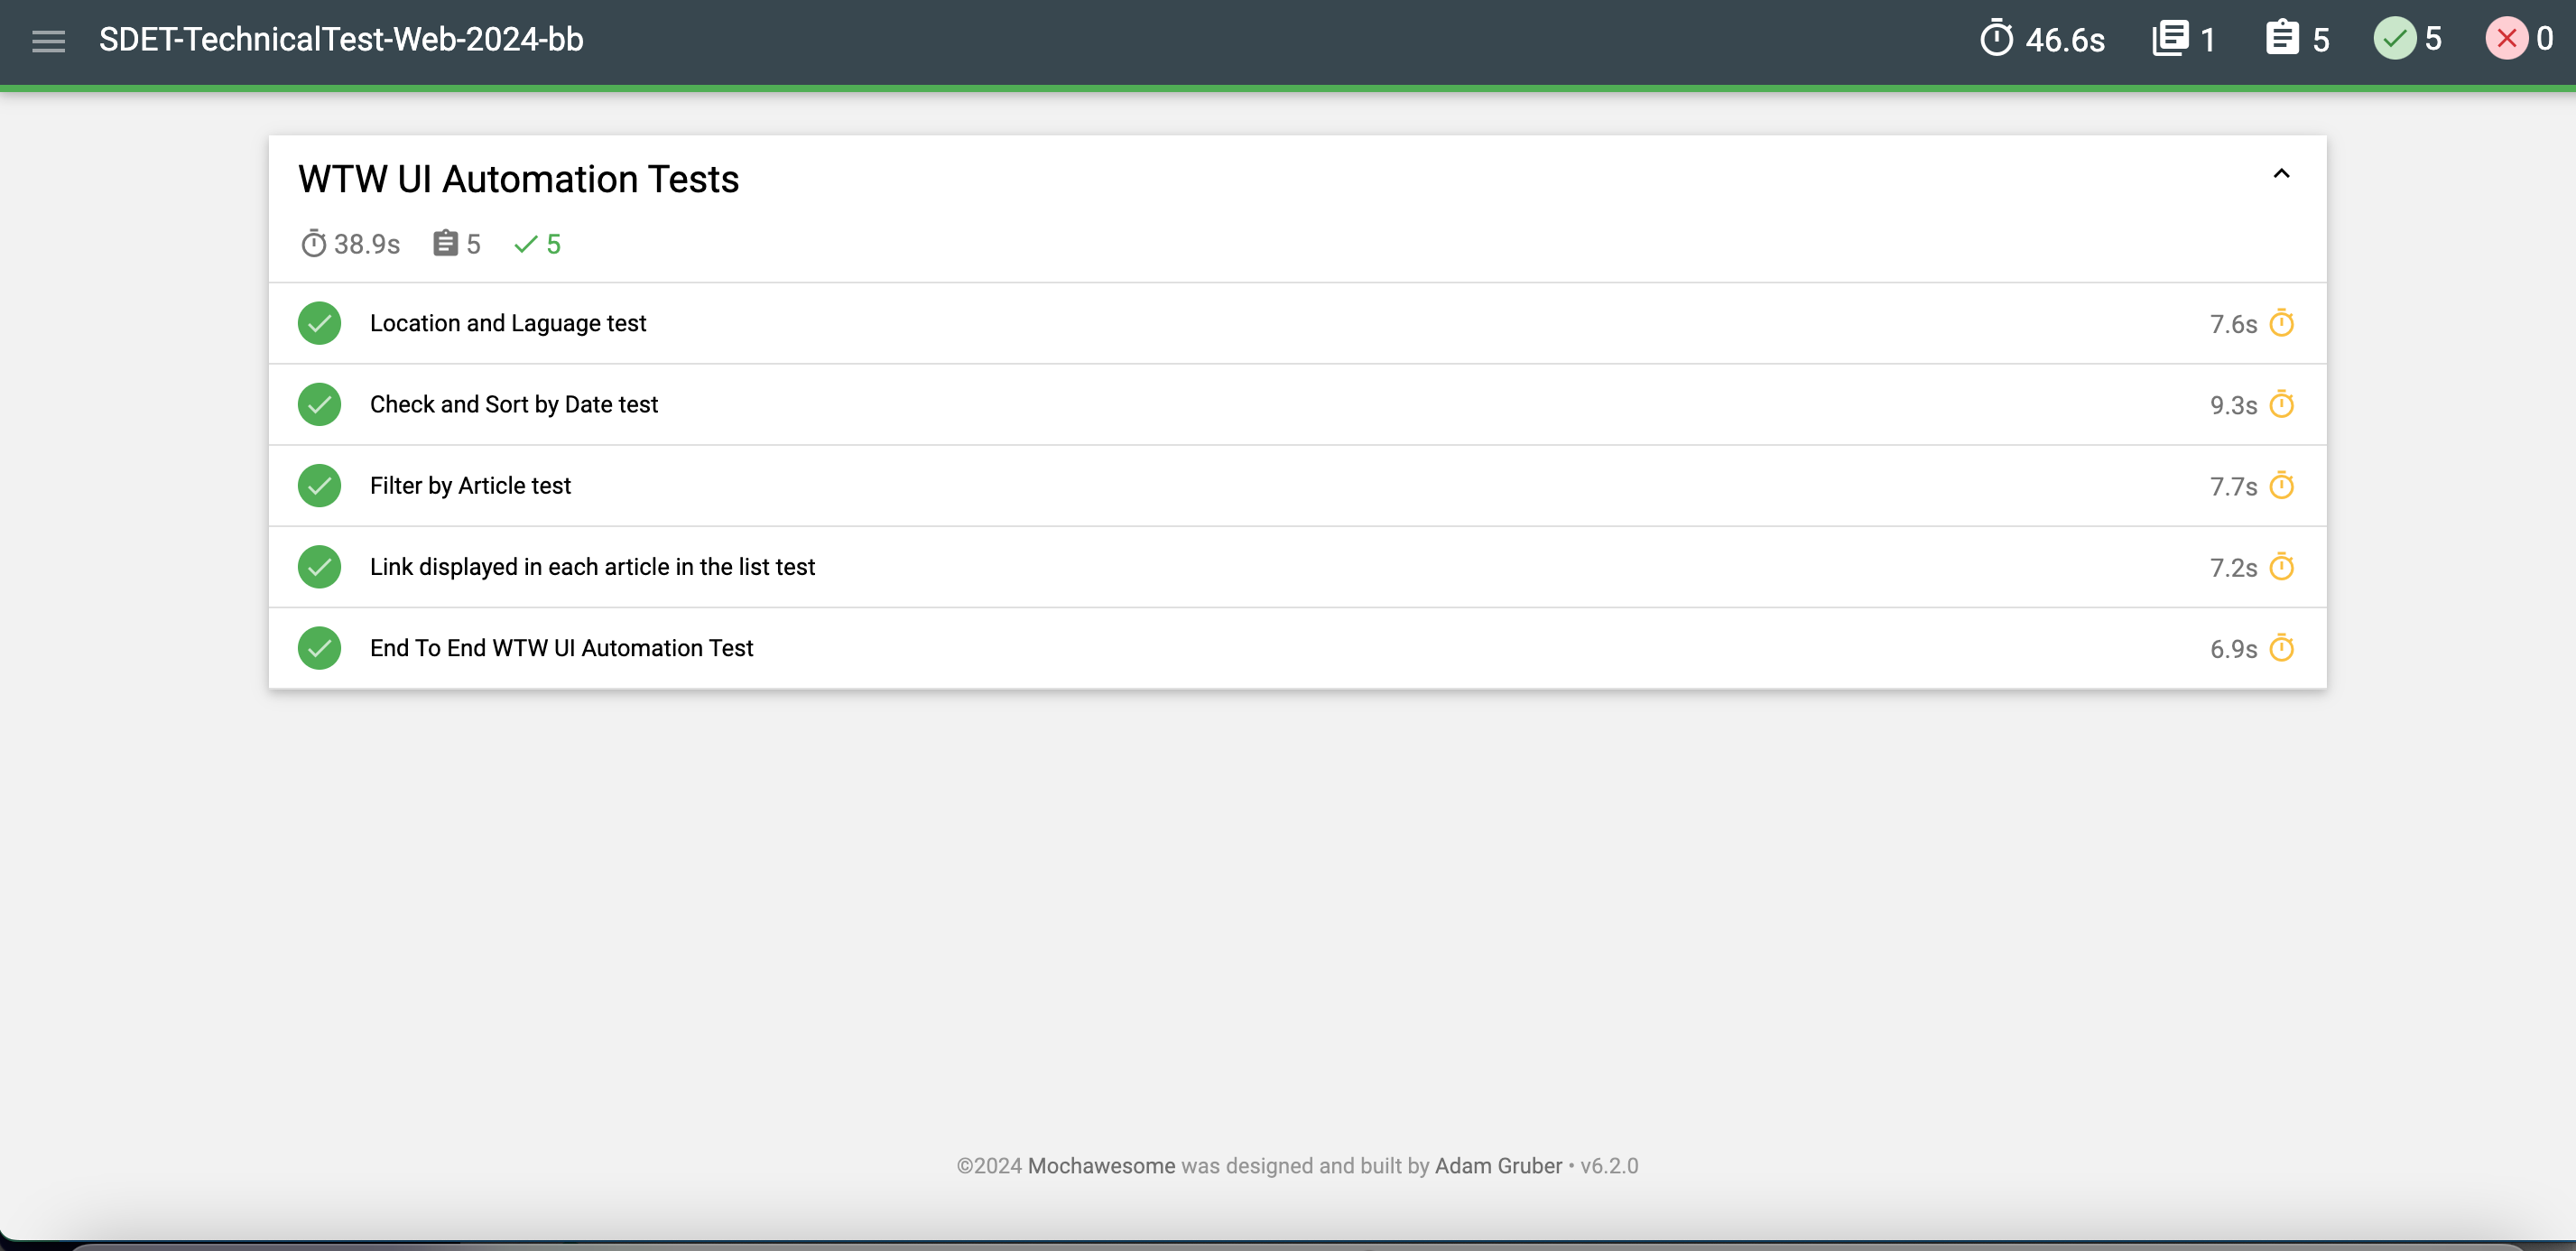 SDET-TechnicalTest-Web-2024-bb 46.6s 1 5 5 0
WTW UI Automation Tests
38.9s 5 5
Location and Laguage test 7.6s
Check and Sort by Date test 9.3s
Filter by Article test 7.7s
Link displayed in each article in the list test 7.2s
End To End WTW UI Automation Test 6.9s
©2024 Mochawesome was designed and built by Adam Gruber • v6.2.0